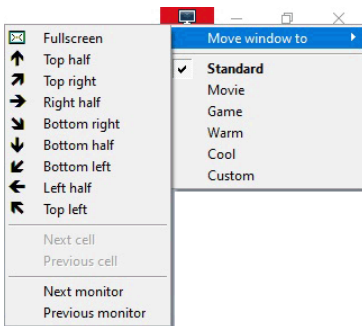 Move window to
Standard
Movie
Game
Warm
Cool
Custom
Fullscreen
Top half
Top right
Right half
Bottom right
Bottom half
Bottom left
Left half
Top left
Next cell
Previous cell
Next monitor
Previous monitor